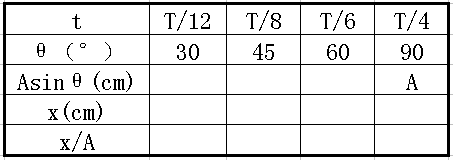 t T/12 T/8 T/6 T/4
θ（°） 30 45 60 90
Asinθ(cm) A
x(cm)
x/A